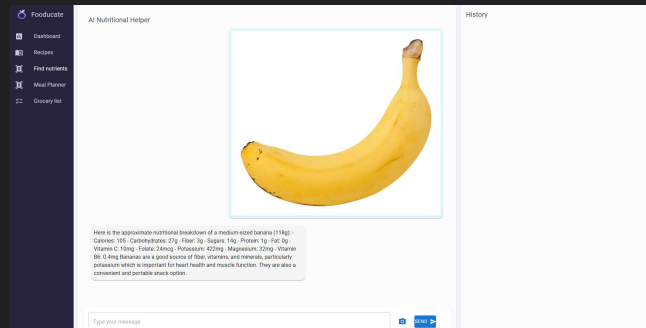 Fooducate
Dashboard
Recipes
Find nutrients
Meal Planner
Grocery list
AI Nutritional Helper
Here is the approximate nutritional breakdown of a medium-sized banana (118g): -
Calories: 105 - Carbohydrates: 27g - Fiber: 3g - Sugars: 14g - Protein: 1g - Fat: 0g -
Vitamin C: 10mg - Folate: 24mcg - Potassium: 422mg - Magnesium: 32mg - Vitamin
B6: 0.4mg Bananas are a good source of fiber, vitamins, and minerals, particularly
potassium which is important for heart health and muscle function. They are also a
convenient and portable snack option.
Type your message
SEND
History